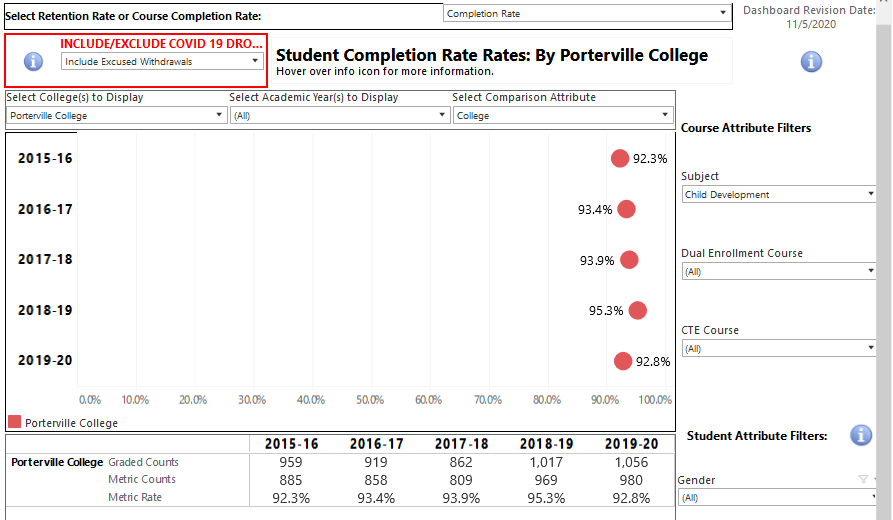 Select Retention Rate or Course Completion Rate:
Completion Rate
Dashboard Revision Date:
11/5/2020
INCLUDE/EXCLUDE COVID 19 DRO...
Include Excused Withdrawals
Student Completion Rate Rates: By Porterville College
Hover over info icon for more information.
Select College(s) to Display
Select Academic Year(s) to Display
Select Comparison Attribute
Porterville College
(All)
College
2015-16
92.3%
2016-17
93.4%
2017-18
93.9%
2018-19
95.3%
2019-20
92.8%
0.0% 10.0% 20.0% 30.0% 40.0% 50.0% 60.0% 70.0% 80.0% 90.0% 100.0%
Porterville College
Course Attribute Filters
Subject
Child Development
Dual Enrollment Course
(All)
CTE Course
(All)
Student Attribute Filters:
Gender
(All)
2015-16 2016-17 2017-18 2018-19 2019-20
Porterville College Graded Counts 959 919 862 1,017 1,056
Metric Counts 885 858 809 969 980
Metric Rate 92.3% 93.4% 93.9% 95.3% 92.8%